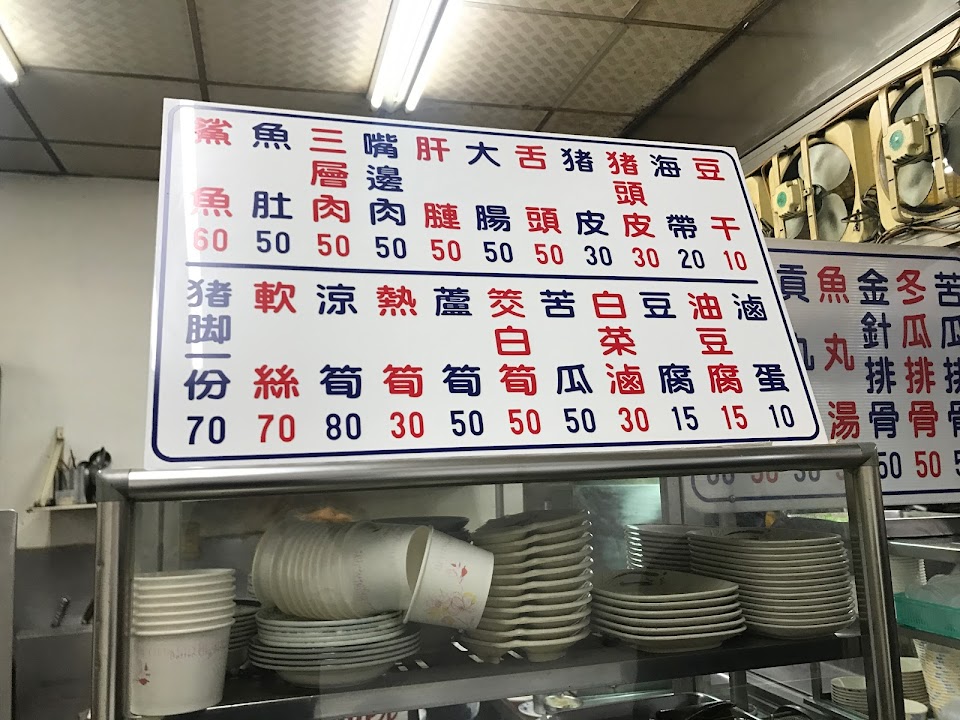 鯊魚 60
魚肚 50
三層肉 50
嘴邊肉 50
肝腱 50
大腸 50
舌頭 50
猪皮 30
猪頭皮 30
海帶 20
豆干 10
猪脚一份 70
軟絲 70
涼筍 80
熱筍 30
蘆筍 50
筊白筍 50
苦瓜 50
白菜滷 30
豆腐 15
油豆腐 15
滷蛋 10
貢丸
魚丸湯
金針排骨 50
冬瓜排骨 50
苦瓜排骨